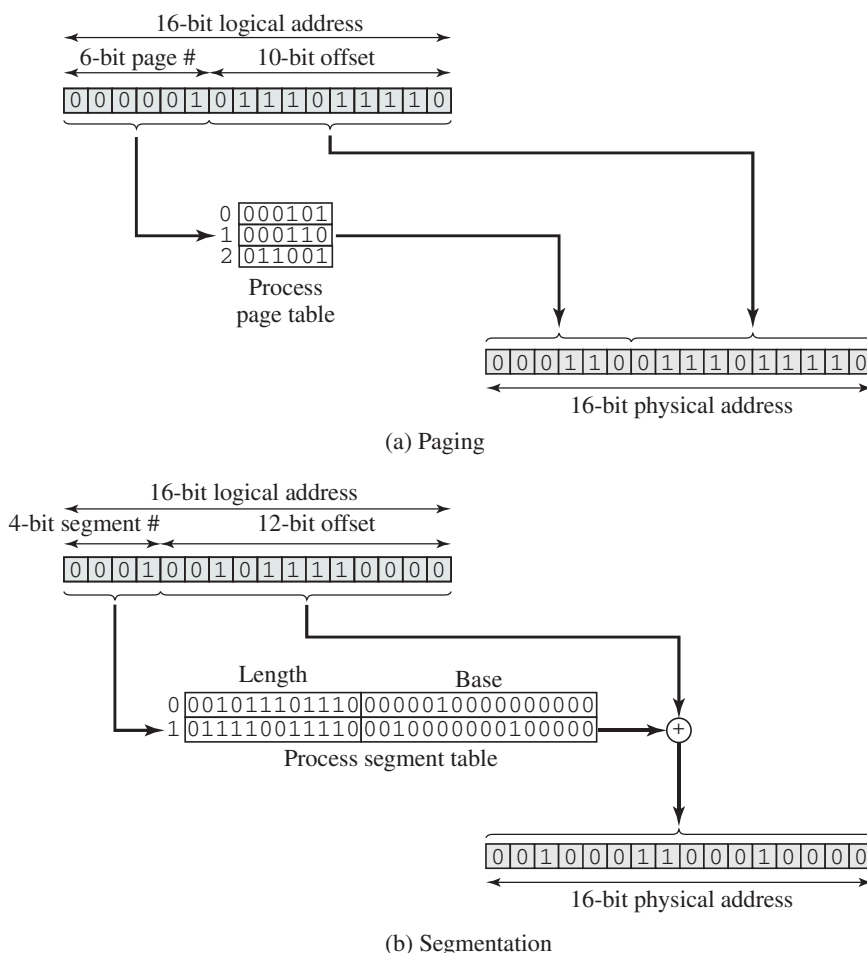 16-bit logical address
6-bit page # 10-bit offset
0 0 0 0 0 1 0 1 1 1 0 1 1 1 1 0
0 000101
1 000110
2 011001
Process
page table
0 0 0 1 1 0 0 1 1 1 0 1 1 1 1 0
16-bit physical address
(a) Paging
16-bit logical address
4-bit segment # 12-bit offset
0 0 0 1 0 0 1 0 1 1 1 1 0 0 0 0
Length Base
0 001011101110 0000010000000000
1 011110011110 0010000000100000
+
Process segment table
0 0 1 0 0 0 1 1 0 0 0 1 0 0 0 0
16-bit physical address
(b) Segmentation